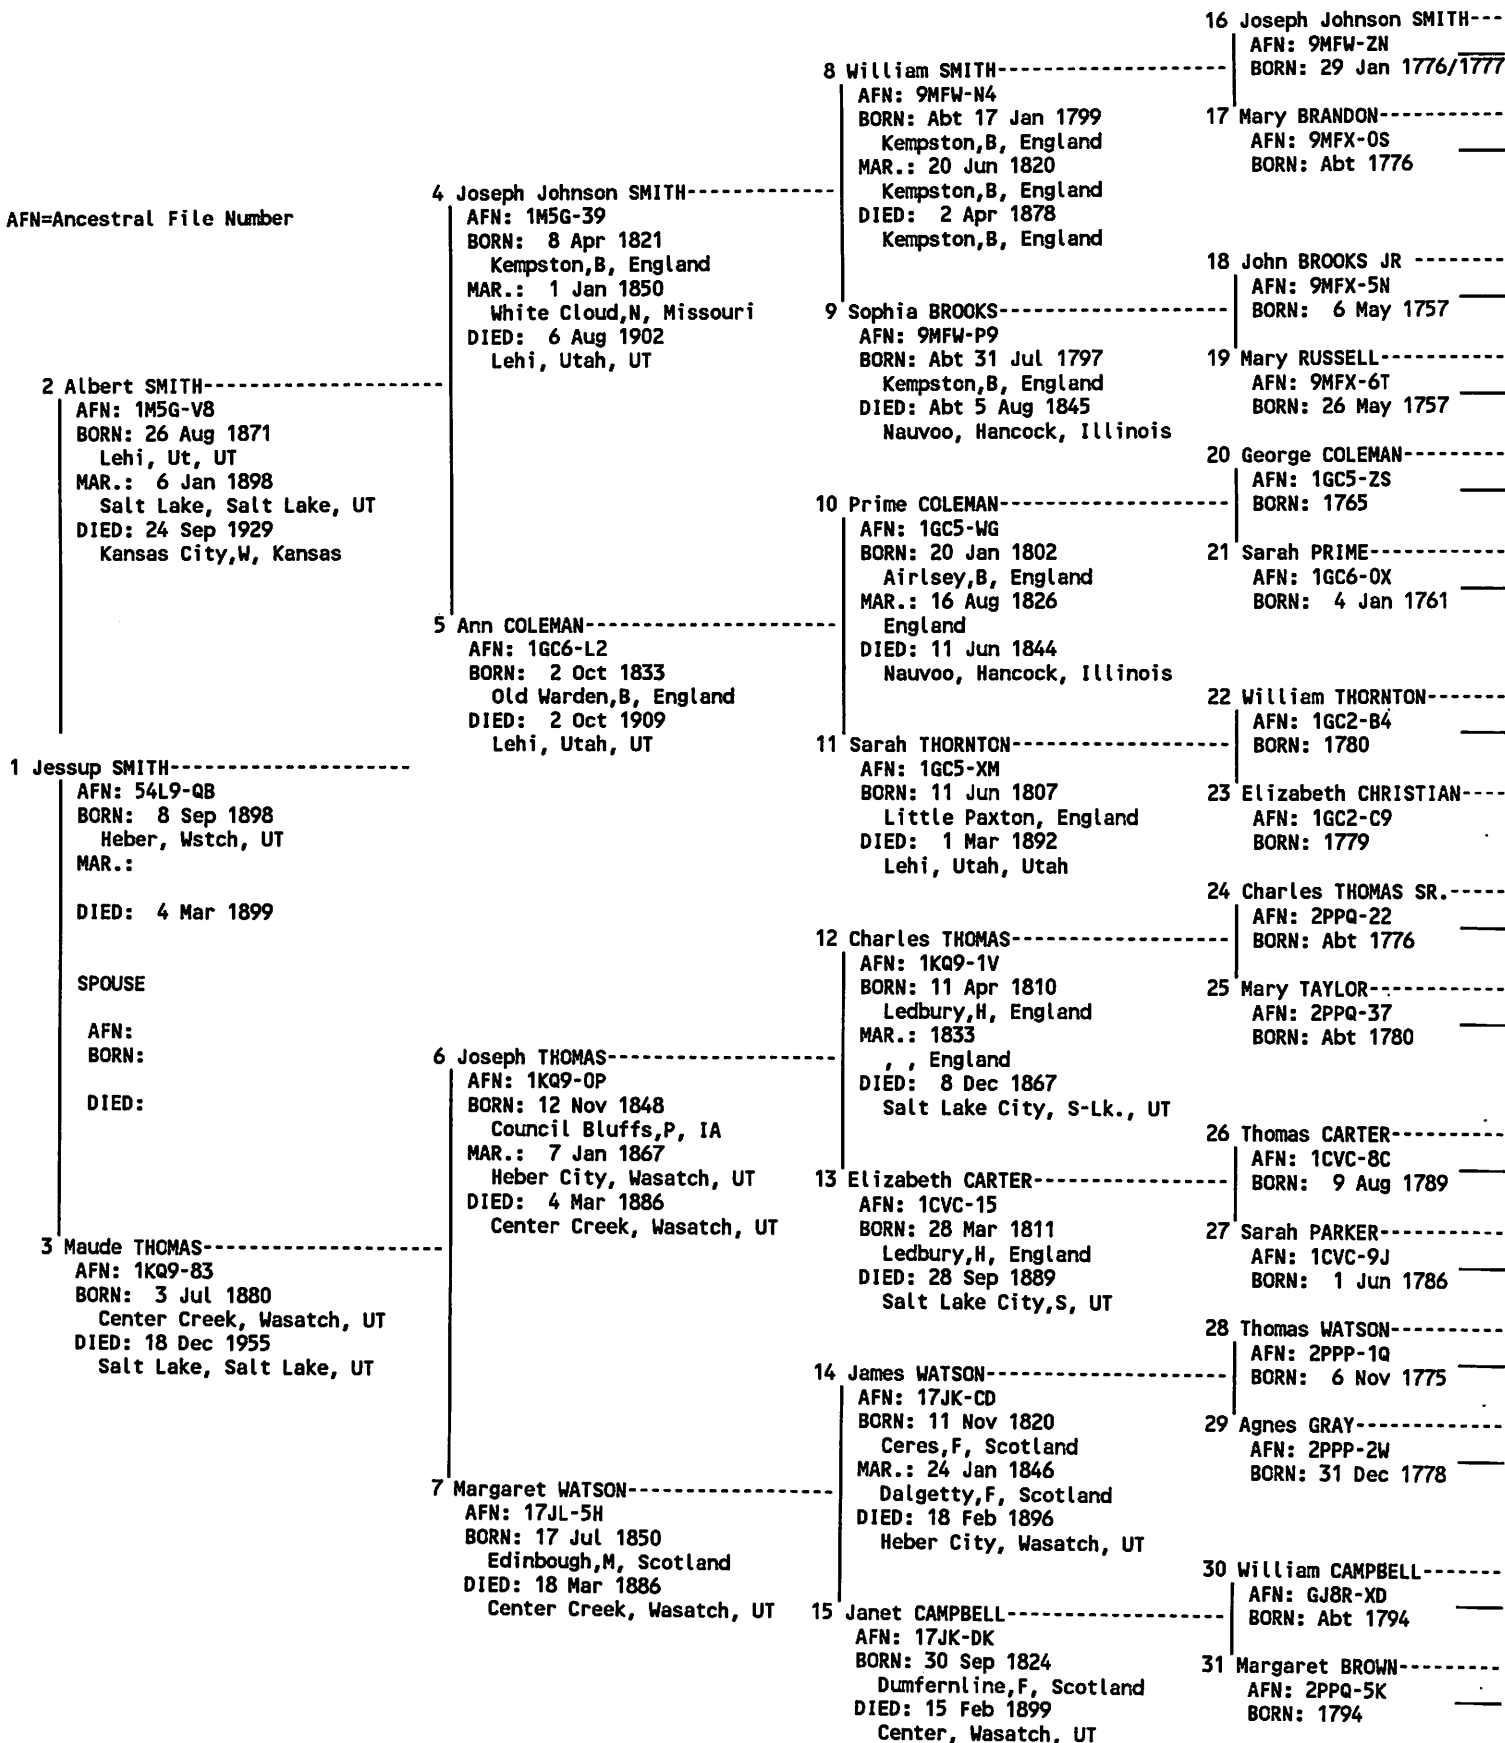 AFN=Ancestral File Number
1 Jessup SMITH--------------------
AFN: 54L9-QB
BORN: 8 Sep 1898
Heber, Wstch, UT
MAR.:
DIED: 4 Mar 1899
SPOUSE
AFN:
BORN:
DIED:
2 Albert SMITH--------------------
AFN: 1M5G-V8
BORN: 26 Aug 1871
Lehi, Ut, UT
MAR.: 6 Jan 1898
Salt Lake, Salt Lake, UT
DIED: 24 Sep 1929
Kansas City,W, Kansas
3 Maude THOMAS--------------------
AFN: 1KQ9-83
BORN: 3 Jul 1880
Center Creek, Wasatch, UT
DIED: 18 Dec 1955
Salt Lake, Salt Lake, UT
4 Joseph Johnson SMITH------------
AFN: 1M5G-39
BORN: 8 Apr 1821
Kempston,B, England
MAR.: 1 Jan 1850
White Cloud,N, Missouri
DIED: 6 Aug 1902
Lehi, Utah, UT
5 Ann COLEMAN---------------------
AFN: 1GC6-L2
BORN: 2 Oct 1833
Old Warden,B, England
DIED: 2 Oct 1909
Lehi, Utah, UT
6 Joseph THOMAS-------------------
AFN: 1KQ9-0P
BORN: 12 Nov 1848
Council Bluffs,P, IA
MAR.: 7 Jan 1867
Heber City, Wasatch, UT
DIED: 4 Mar 1886
Center Creek, Wasatch, UT
7 Margaret WATSON-----------------
AFN: 17JL-5H
BORN: 17 Jul 1850
Edinbough,M, Scotland
DIED: 18 Mar 1886
Center Creek, Wasatch, UT
8 William SMITH-------------------
AFN: 9MFW-N4
BORN: Abt 17 Jan 1799
Kempston,B, England
MAR.: 20 Jun 1820
Kempston,B, England
DIED: 2 Apr 1878
Kempston,B, England
9 Sophia BROOKS-------------------
AFN: 9MFW-P9
BORN: Abt 31 Jul 1797
Kempston,B, England
DIED: Abt 5 Aug 1845
Nauvoo, Hancock, Illinois
10 Prime COLEMAN-------------------
AFN: 1GC5-WG
BORN: 20 Jan 1802
Airlsey,B, England
MAR.: 16 Aug 1826
England
DIED: 11 Jun 1844
Nauvoo, Hancock, Illinois
11 Sarah THORNTON------------------
AFN: 1GC5-XM
BORN: 11 Jun 1807
Little Paxton, England
DIED: 1 Mar 1892
Lehi, Utah, Utah
12 Charles THOMAS------------------
AFN: 1KQ9-1V
BORN: 11 Apr 1810
Ledbury,H, England
MAR.: 1833
, , England
DIED: 8 Dec 1867
Salt Lake City, S-Lk., UT
13 Elizabeth CARTER----------------
AFN: 1CVC-15
BORN: 28 Mar 1811
Ledbury,H, England
DIED: 28 Sep 1889
Salt Lake City,S, UT
14 James WATSON--------------------
AFN: 17JK-CD
BORN: 11 Nov 1820
Ceres,F, Scotland
MAR.: 24 Jan 1846
Dalgetty,F, Scotland
DIED: 18 Feb 1896
Heber City, Wasatch, UT
15 Janet CAMPBELL------------------
AFN: 17JK-DK
BORN: 30 Sep 1824
Dumfernline,F, Scotland
DIED: 15 Feb 1899
Center, Wasatch, UT
16 Joseph Johnson SMITH---
AFN: 9MFW-ZN
BORN: 29 Jan 1776/1777
17 Mary BRANDON-----------
AFN: 9MFX-0S
BORN: Abt 1776
18 John BROOKS JR --------
AFN: 9MFX-5N
BORN: 6 May 1757
19 Mary RUSSELL-----------
AFN: 9MFX-6T
BORN: 26 May 1757
20 George COLEMAN---------
AFN: 1GC5-ZS
BORN: 1765
21 Sarah PRIME------------
AFN: 1GC6-0X
BORN: 4 Jan 1761
22 William THORNTON-------
AFN: 1GC2-B4
BORN: 1780
23 Elizabeth CHRISTIAN----
AFN: 1GC2-C9
BORN: 1779
24 Charles THOMAS SR.-----
AFN: 2PPQ-22
BORN: Abt 1776
25 Mary TAYLOR------------
AFN: 2PPQ-37
BORN: Abt 1780
26 Thomas CARTER----------
AFN: 1CVC-8C
BORN: 9 Aug 1789
27 Sarah PARKER-----------
AFN: 1CVC-9J
BORN: 1 Jun 1786
28 Thomas WATSON----------
AFN: 2PPP-1Q
BORN: 6 Nov 1775
29 Agnes GRAY-------------
AFN: 2PPP-2W
BORN: 31 Dec 1778
30 William CAMPBELL-------
AFN: GJ8R-XD
BORN: Abt 1794
31 Margaret BROWN---------
AFN: 2PPQ-5K
BORN: 1794